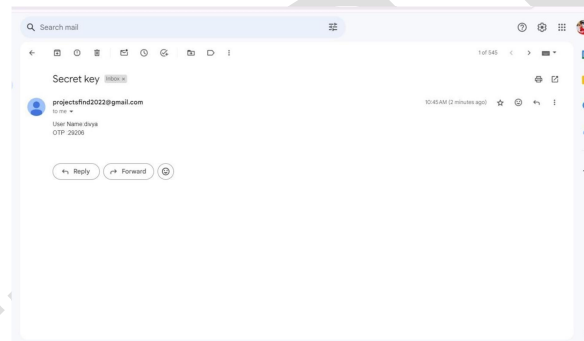 Search mail
1 of 545
Secret key Inbox x
projectsfind2022@gmail.com
10:45 AM (2 minutes ago)
to me
User Name:divya
OTP :29206
Reply
Forward